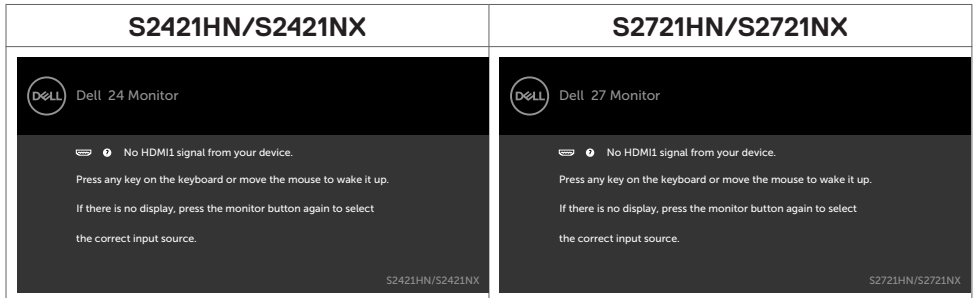 S2421HN/S2421NX
S2721HN/S2721NX
DELL
Dell 24 Monitor
No HDMI1 signal from your device.
Press any key on the keyboard or move the mouse to wake it up.
If there is no display, press the monitor button again to select
the correct input source.
S2421HN/S2421NX
DELL
Dell 27 Monitor
No HDMI1 signal from your device.
Press any key on the keyboard or move the mouse to wake it up.
If there is no display, press the monitor button again to select
the correct input source.
S2721HN/S2721NX